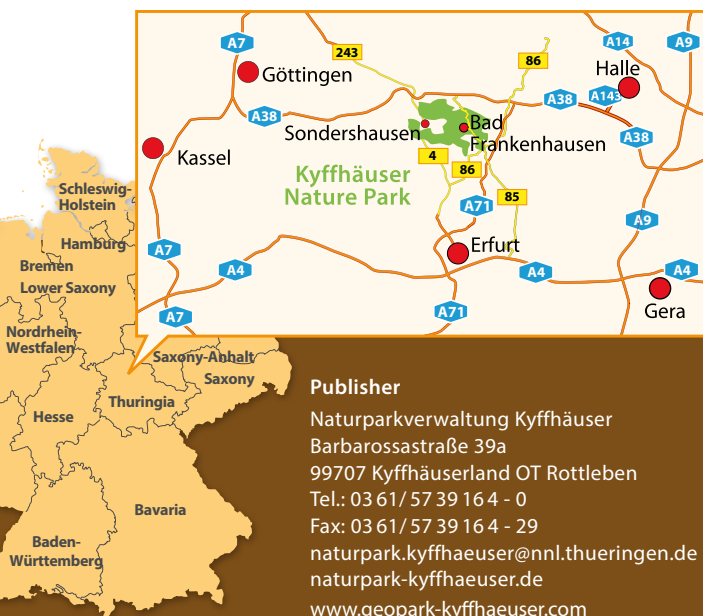 A7
243
86
A14
A9
Göttingen
Halle
A38
A38
A143
Sondershausen
Bad
Frankenhausen
A38
Kassel
4
86
Kyffhäuser
Nature Park
A71
85
A9
Erfurt
A7
A4
A4
A4
A7
A71
Gera
Schleswig-
Holstein
Hamburg
Bremen
Lower Saxony
Nordrhein-
Westfalen
Saxony-Anhalt
Saxony
Thuringia
Hesse
Bavaria
Baden-
Württemberg
Publisher
Naturparkverwaltung Kyffhäuser
Barbarossastraße 39a
99707 Kyffhäuserland OT Rottleben
Tel.: 03 61/ 57 39 16 4 - 0
Fax: 03 61/ 57 39 16 4 - 29
naturpark.kyffhaeuser@nnl.thueringen.de
naturpark-kyffhaeuser.de
www.geopark-kyffhaeuser.com